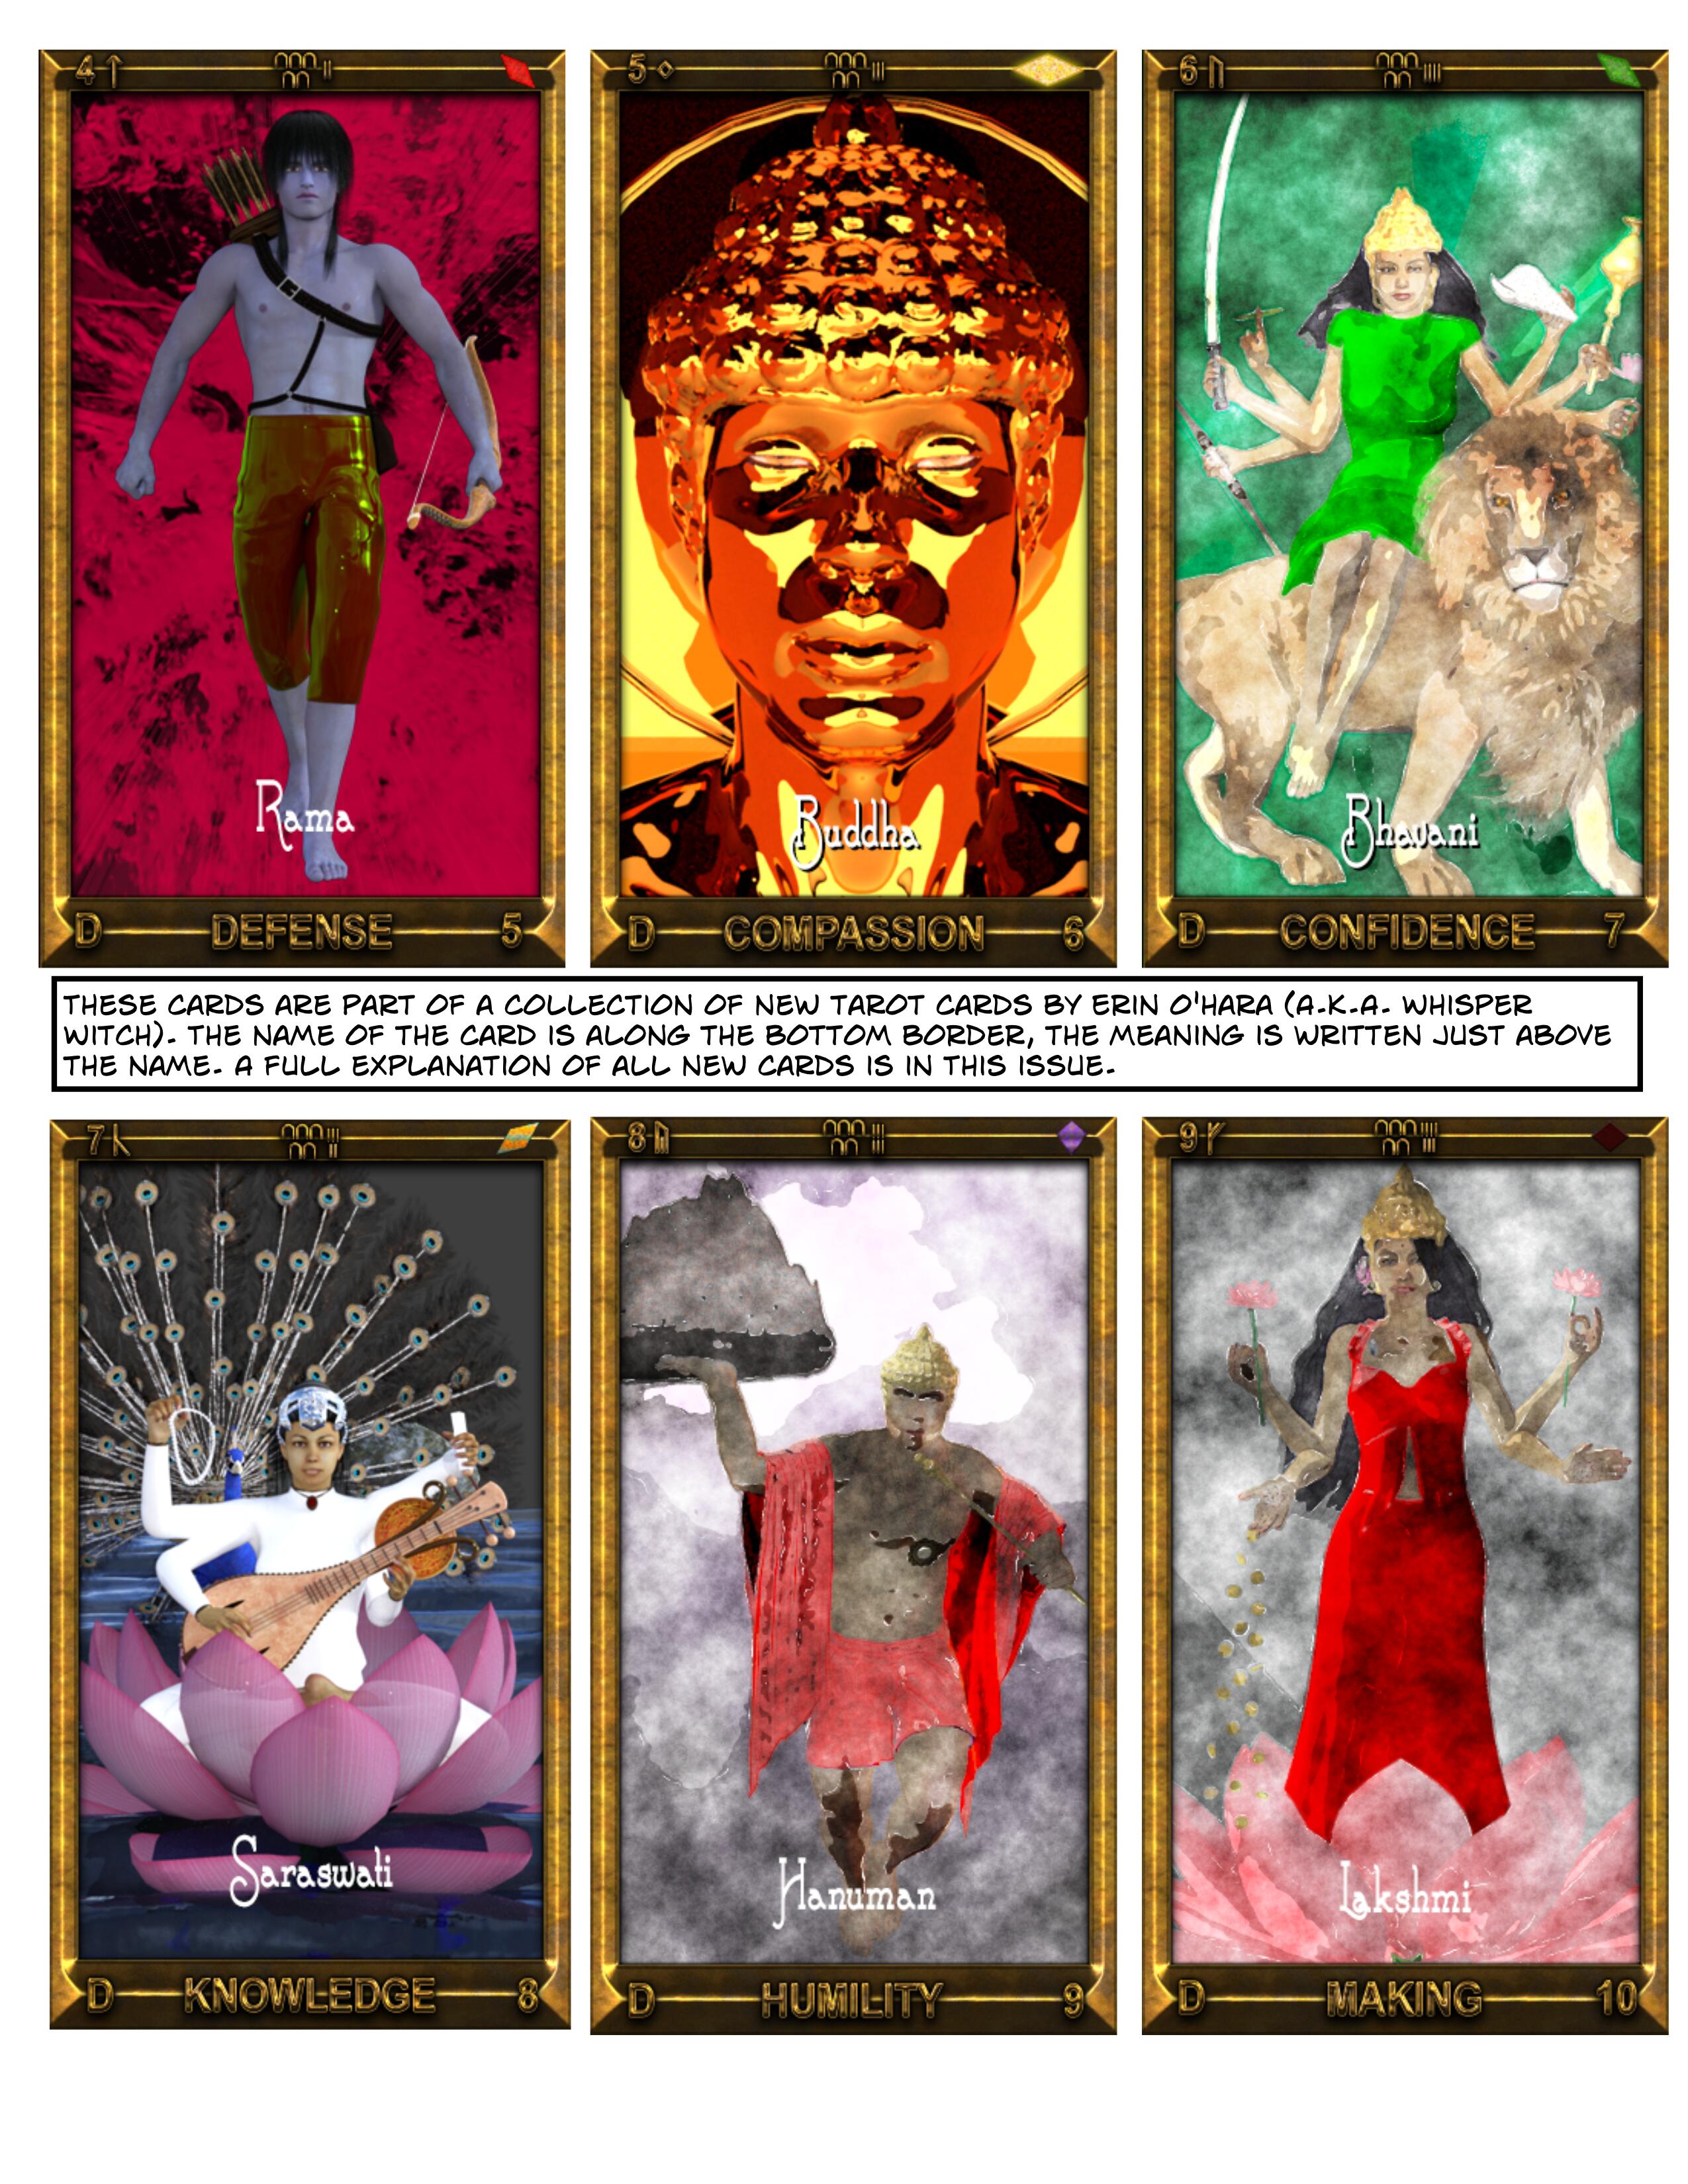 4 ↑
Rama
D DEFENSE 5
5
Buddha
D COMPASSION 6
6
Bhavani
D CONFIDENCE 7
THESE CARDS ARE PART OF A COLLECTION OF NEW TAROT CARDS BY ERIN O'HARA (A.K.A. WHISPER
WITCH). THE NAME OF THE CARD IS ALONG THE BOTTOM BORDER, THE MEANING IS WRITTEN JUST ABOVE
THE NAME. A FULL EXPLANATION OF ALL NEW CARDS IS IN THIS ISSUE.
7
Saraswati
D KNOWLEDGE 8
8
Hanuman
D HUMILITY 9
9
Lakshmi
D MAKING 10